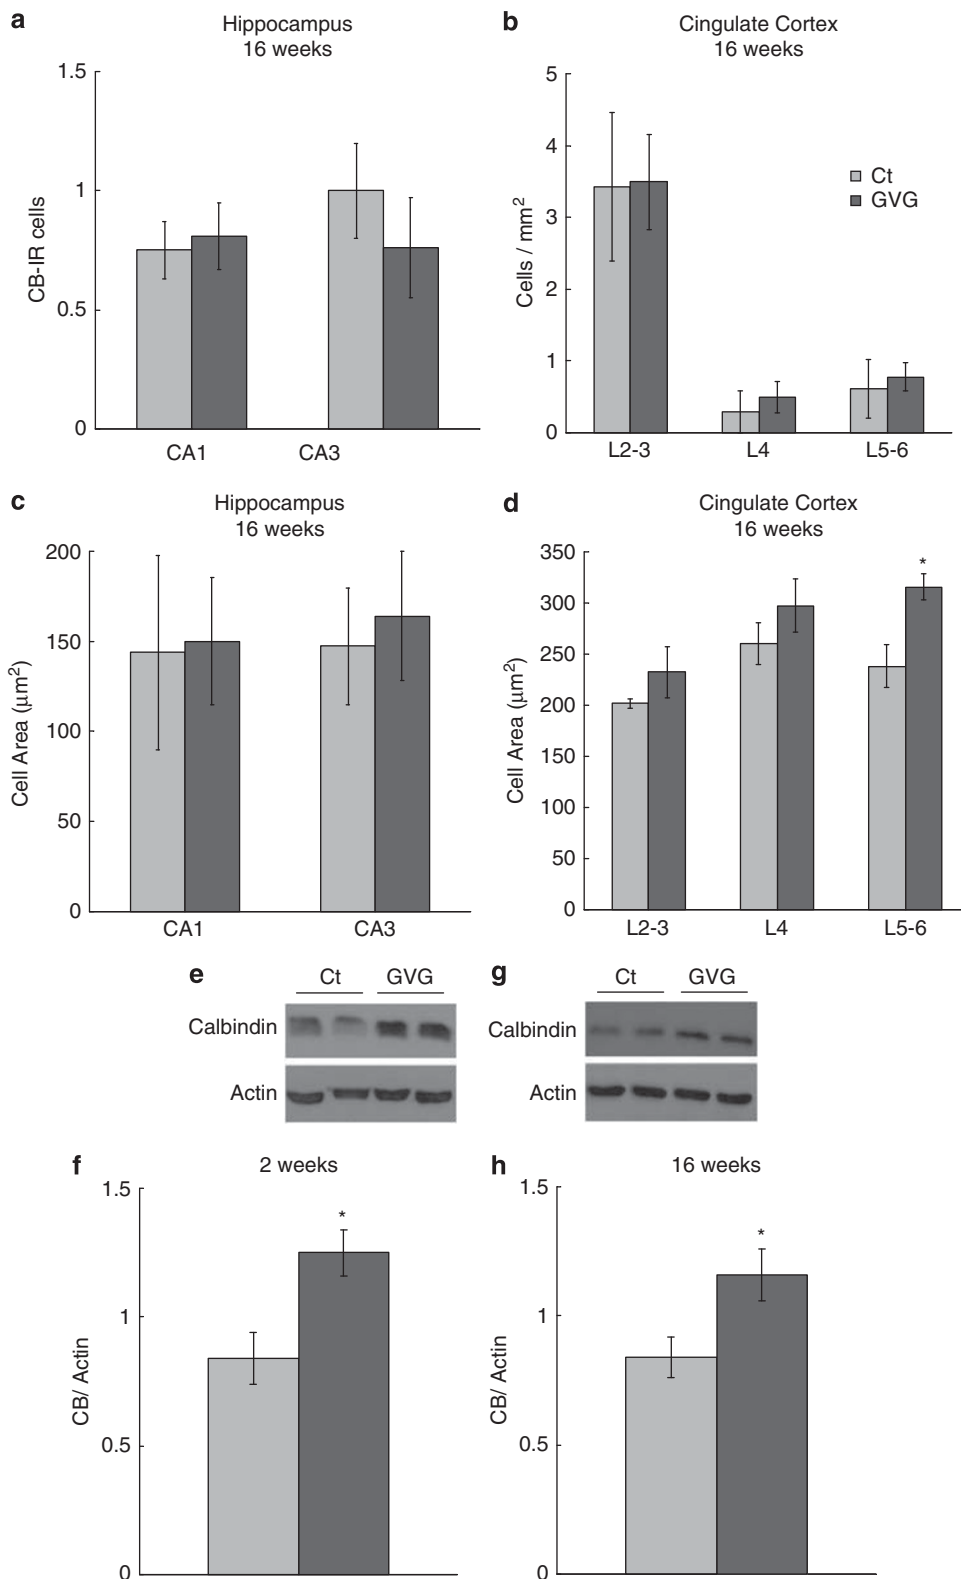 a
Hippocampus
16 weeks
1.5
1
0.5
0
CB-IR cells
CA1
CA3
b
Cingulate Cortex
16 weeks
5
4
3
2
1
0
Cells / mm²
Ct
GVG
L2-3
L4
L5-6
c
Hippocampus
16 weeks
200
150
100
50
0
Cell Area (μm²)
CA1
CA3
d
Cingulate Cortex
16 weeks
350
300
250
200
150
100
50
0
Cell Area (μm²)
*
L2-3
L4
L5-6
e
Ct
GVG
Calbindin
Actin
g
Ct
GVG
Calbindin
Actin
f
2 weeks
1.5
1
0.5
0
CB/ Actin
*
h
16 weeks
1.5
1
0.5
0
CB/ Actin
*